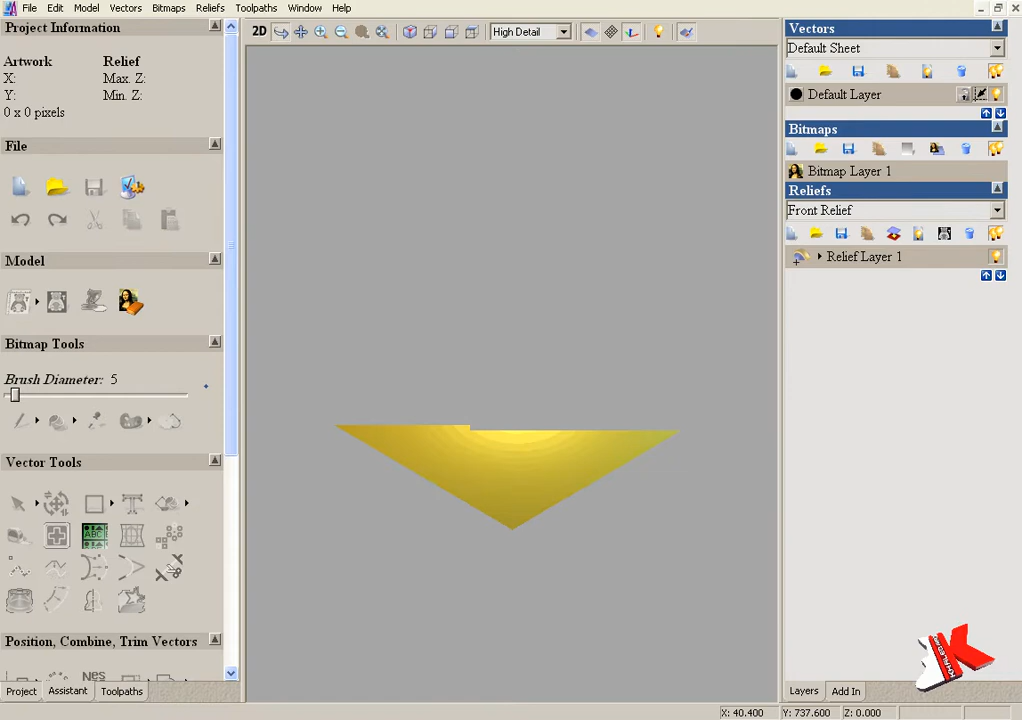 File Edit Model Vectors Bitmaps Reliefs Toolpaths Window Help
Project Information
Artwork Relief
X: Max. Z:
Y: Min. Z:
0 x 0 pixels
File
Model
Bitmap Tools
Brush Diameter: 5
Vector Tools
ABC
Position, Combine, Trim Vectors
Nes
Project Assistant Toolpaths
2D High Detail
Vectors
Default Sheet
Default Layer
Bitmaps
Bitmap Layer 1
Reliefs
Front Relief
Relief Layer 1
Layers Add In
X: 40.400 Y: 737.600 Z: 0.000